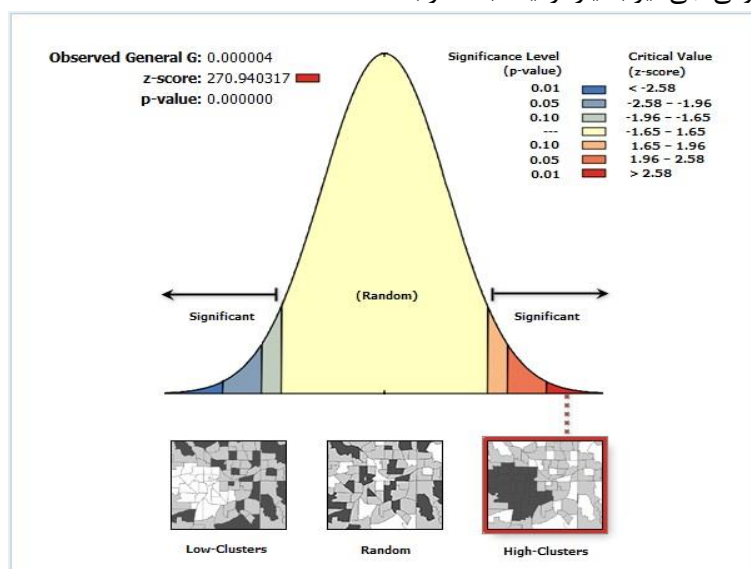 Observed General G: 0.000004
z-score: 270.940317
p-value: 0.000000
Significance Level
(p-value)
Critical Value
(z-score)
0.01 < -2.58
0.05 -2.58 – -1.96
0.10 -1.96 – -1.65
--- -1.65 – 1.65
0.10 1.65 – 1.96
0.05 1.96 – 2.58
0.01 > 2.58
(Random)
Significant
Significant
Low-Clusters
Random
High-Clusters